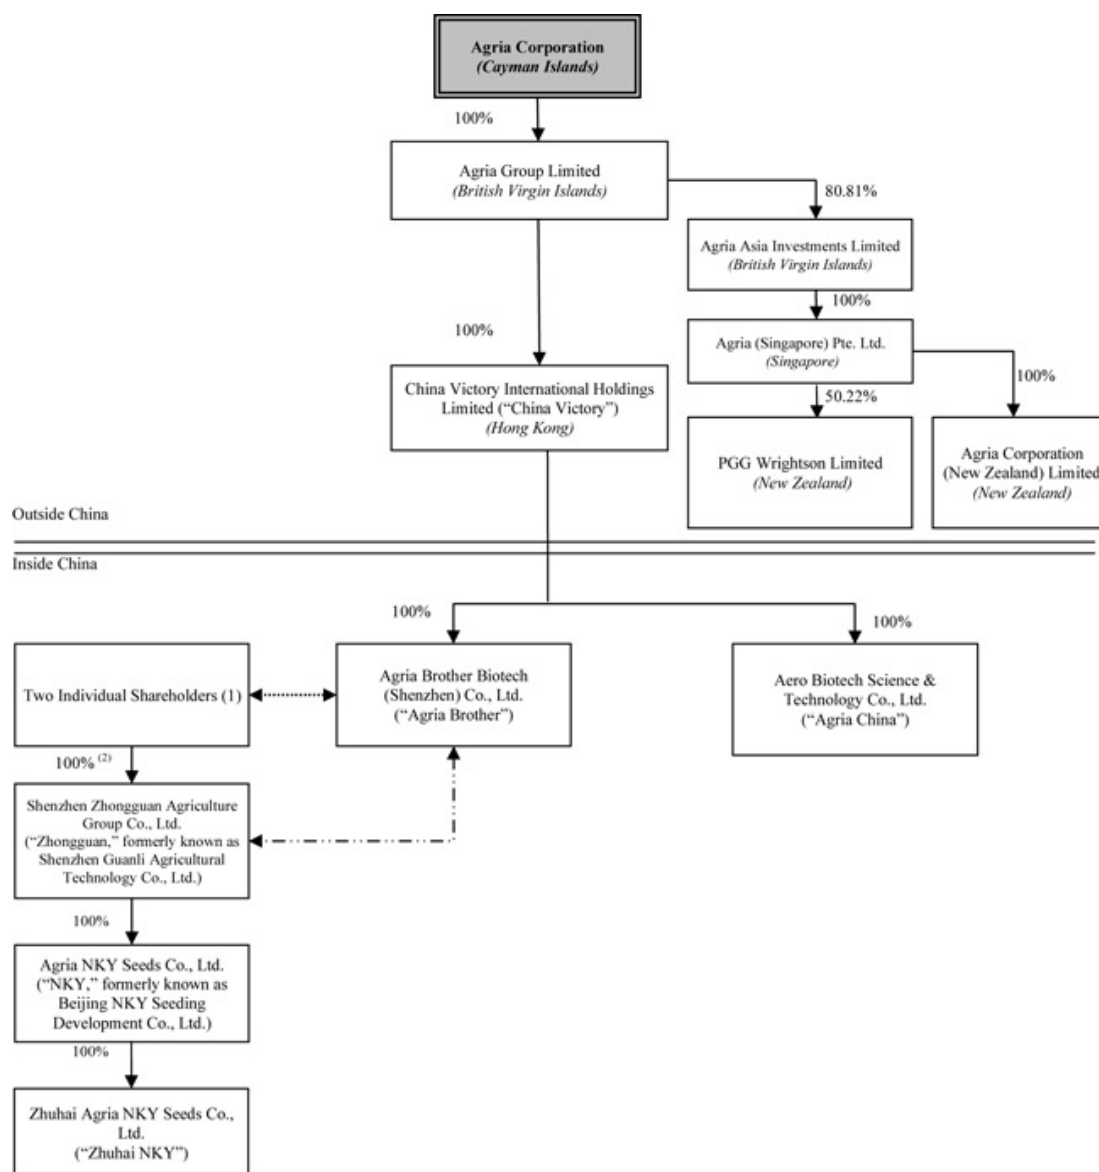 Agria Corporation
(Cayman Islands)
100%
Agria Group Limited
(British Virgin Islands)
80.81%
Agria Asia Investments Limited
(British Virgin Islands)
100%
100%
Agria (Singapore) Pte. Ltd.
(Singapore)
100%
50.22%
China Victory International Holdings
Limited (“China Victory”)
(Hong Kong)
PGG Wrightson Limited
(New Zealand)
Agria Corporation
(New Zealand) Limited
(New Zealand)
Outside China
Inside China
100%
100%
Two Individual Shareholders (1)
Agria Brother Biotech
(Shenzhen) Co., Ltd.
(“Agria Brother”)
Aero Biotech Science &
Technology Co., Ltd.
(“Agria China”)
100% (2)
Shenzhen Zhongguan Agriculture
Group Co., Ltd.
(“Zhongguan,” formerly known as
Shenzhen Guanli Agricultural
Technology Co., Ltd.)
100%
Agria NKY Seeds Co., Ltd.
(“NKY,” formerly known as
Beijing NKY Seeding
Development Co., Ltd.)
100%
Zhuhai Agria NKY Seeds Co.,
Ltd.
(“Zhuhai NKY”)